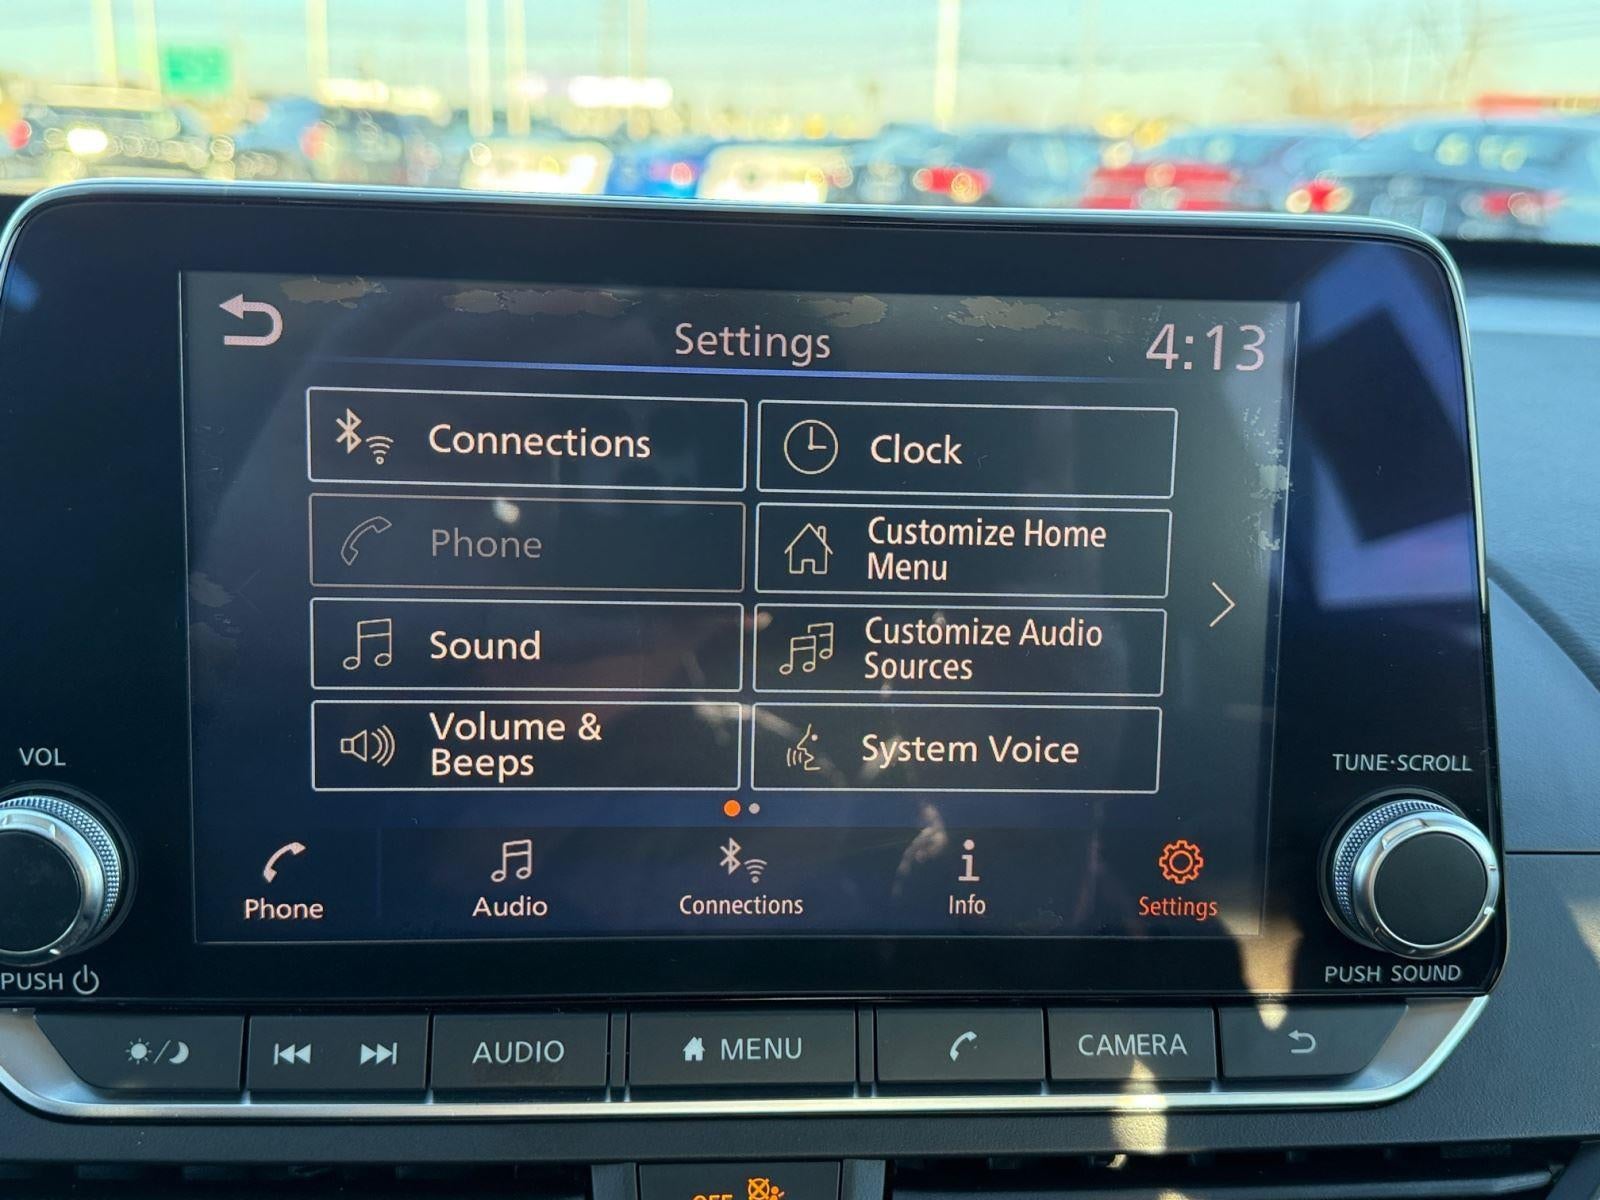 Settings
4:13
Connections
Clock
Phone
Customize Home
Menu
Sound
Customize Audio
Sources
Volume &
Beeps
System Voice
Phone
Audio
Connections
Info
Settings
VOL
PUSH
TUNE·SCROLL
PUSH SOUND
AUDIO
MENU
CAMERA
OFF